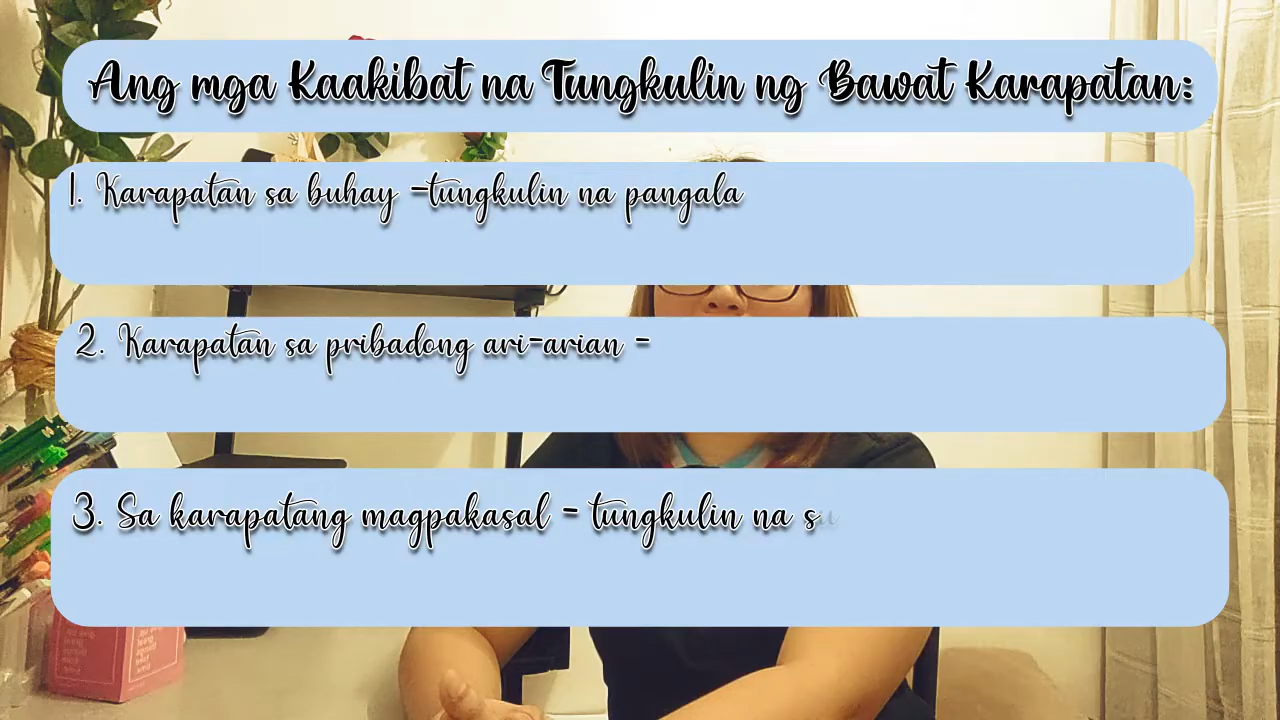 Ang mga Kaakibat na Tungkulin ng Bawat Karapatan:
1. Karapatan sa buhay -tungkulin na pangala
2. Karapatan sa pribadong ari-arian -
3. Sa karapatang magpakasal - tungkulin na su